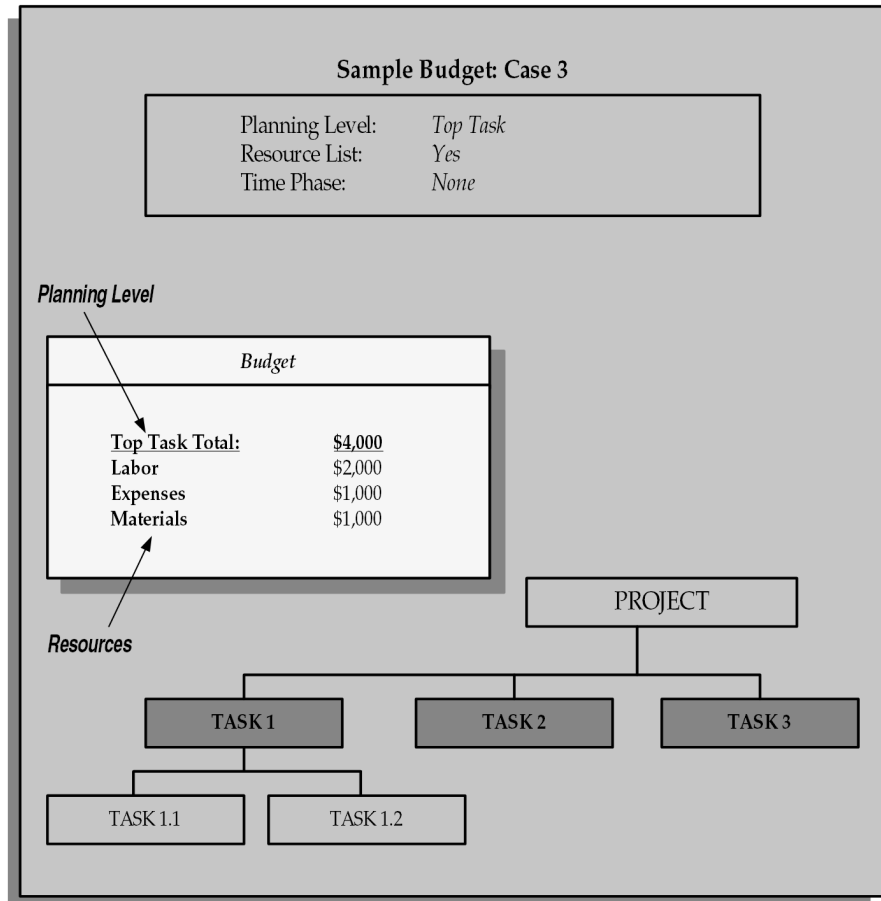 Sample Budget: Case 3
Planning Level: Top Task
Resource List: Yes
Time Phase: None
Planning Level
Budget
Top Task Total: $4,000
Labor $2,000
Expenses $1,000
Materials $1,000
Resources
PROJECT
TASK 1 TASK 2 TASK 3
TASK 1.1 TASK 1.2